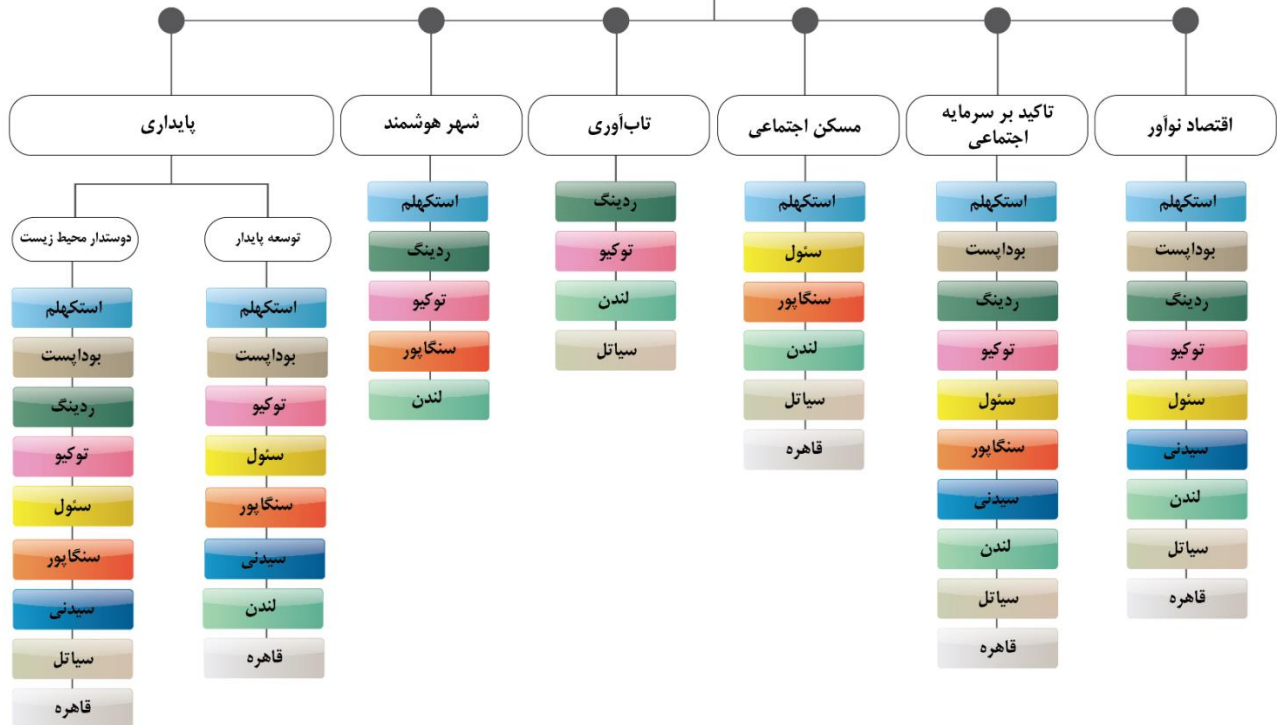 اقتصاد نوآور
استکهلم
بوداپست
ردینگ
توکیو
سئول
سیدنی
لندن
سیاتل
قاهره
تاکید بر سرمایه
اجتماعی
استکهلم
بوداپست
ردینگ
توکیو
سئول
سنگاپور
سیدنی
لندن
سیاتل
قاهره
مسکن اجتماعی
استکهلم
سئول
سنگاپور
لندن
سیاتل
قاهره
تاب‌آوری
ردینگ
توکیو
لندن
سیاتل
شهر هوشمند
استکهلم
ردینگ
توکیو
سنگاپور
لندن
پایداری
توسعه پایدار
استکهلم
بوداپست
توکیو
سئول
سنگاپور
سیدنی
لندن
قاهره
دوستدار محیط زیست
استکهلم
بوداپست
ردینگ
توکیو
سئول
سنگاپور
سیدنی
سیاتل
قاهره